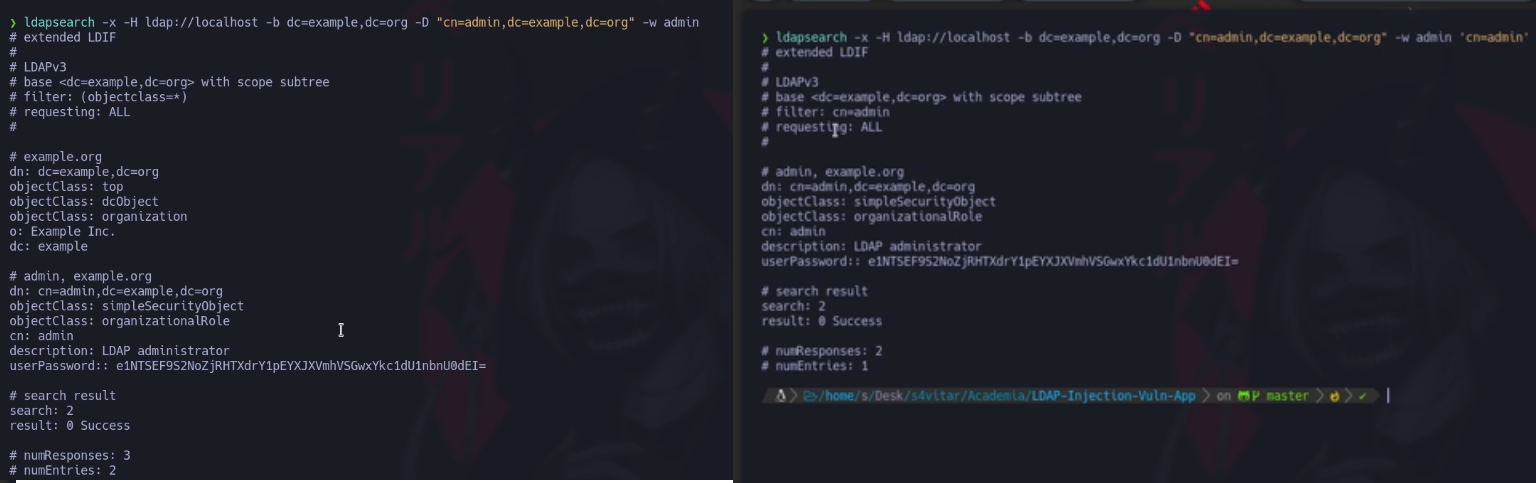 ❯ ldapsearch -x -H ldap://localhost -b dc=example,dc=org -D "cn=admin,dc=example,dc=org" -w admin
# extended LDIF
#
# LDAPv3
# base <dc=example,dc=org> with scope subtree
# filter: (objectclass=*)
# requesting: ALL
#
# example.org
dn: dc=example,dc=org
objectClass: top
objectClass: dcObject
objectClass: organization
o: Example Inc.
dc: example
# admin, example.org
dn: cn=admin,dc=example,dc=org
objectClass: simpleSecurityObject
objectClass: organizationalRole
cn: admin
description: LDAP administrator
userPassword:: e1NTSEF9S2NoZjRHTXdrY1pEYXJXVmhVSGwxYkc1dU1nbnU0dEI=
# search result
search: 2
result: 0 Success
# numResponses: 3
# numEntries: 2
❯ ldapsearch -x -H ldap://localhost -b dc=example,dc=org -D "cn=admin,dc=example,dc=org" -w admin 'cn=admin'
# extended LDIF
#
# LDAPv3
# base <dc=example,dc=org> with scope subtree
# filter: cn=admin
# requesting: ALL
#
# admin, example.org
dn: cn=admin,dc=example,dc=org
objectClass: simpleSecurityObject
objectClass: organizationalRole
cn: admin
description: LDAP administrator
userPassword:: e1NTSEF9S2NoZjRHTXdrY1pEYXJXVmhVSGwxYkc1dU1nbnU0dEI=
# search result
search: 2
result: 0 Success
# numResponses: 2
# numEntries: 1
/home/s/Desk/s4vitar/Academia/LDAP-Injection-Vuln-App on master